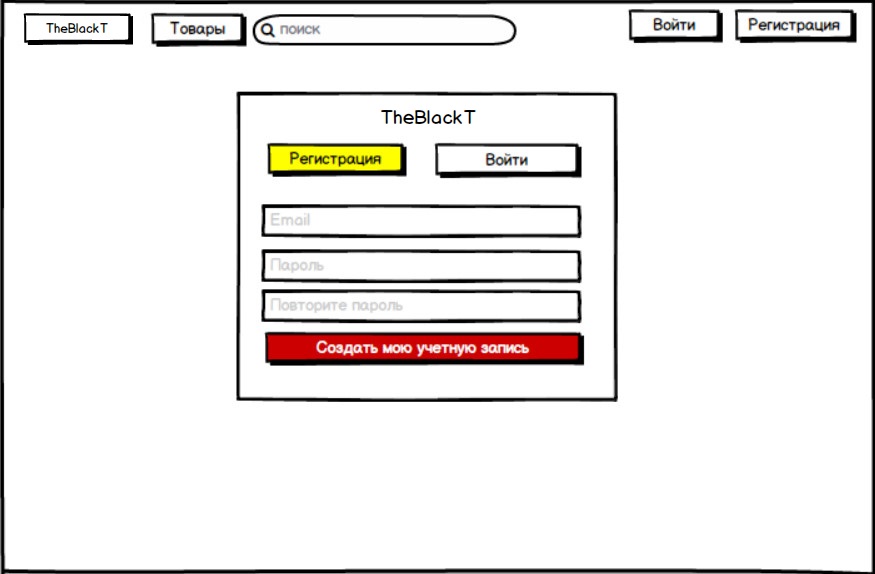 TheBlackT
Товары
поиск
Войти
Регистрация
TheBlackT
Регистрация
Войти
Email
Пароль
Повторите пароль
Создать мою учетную запись